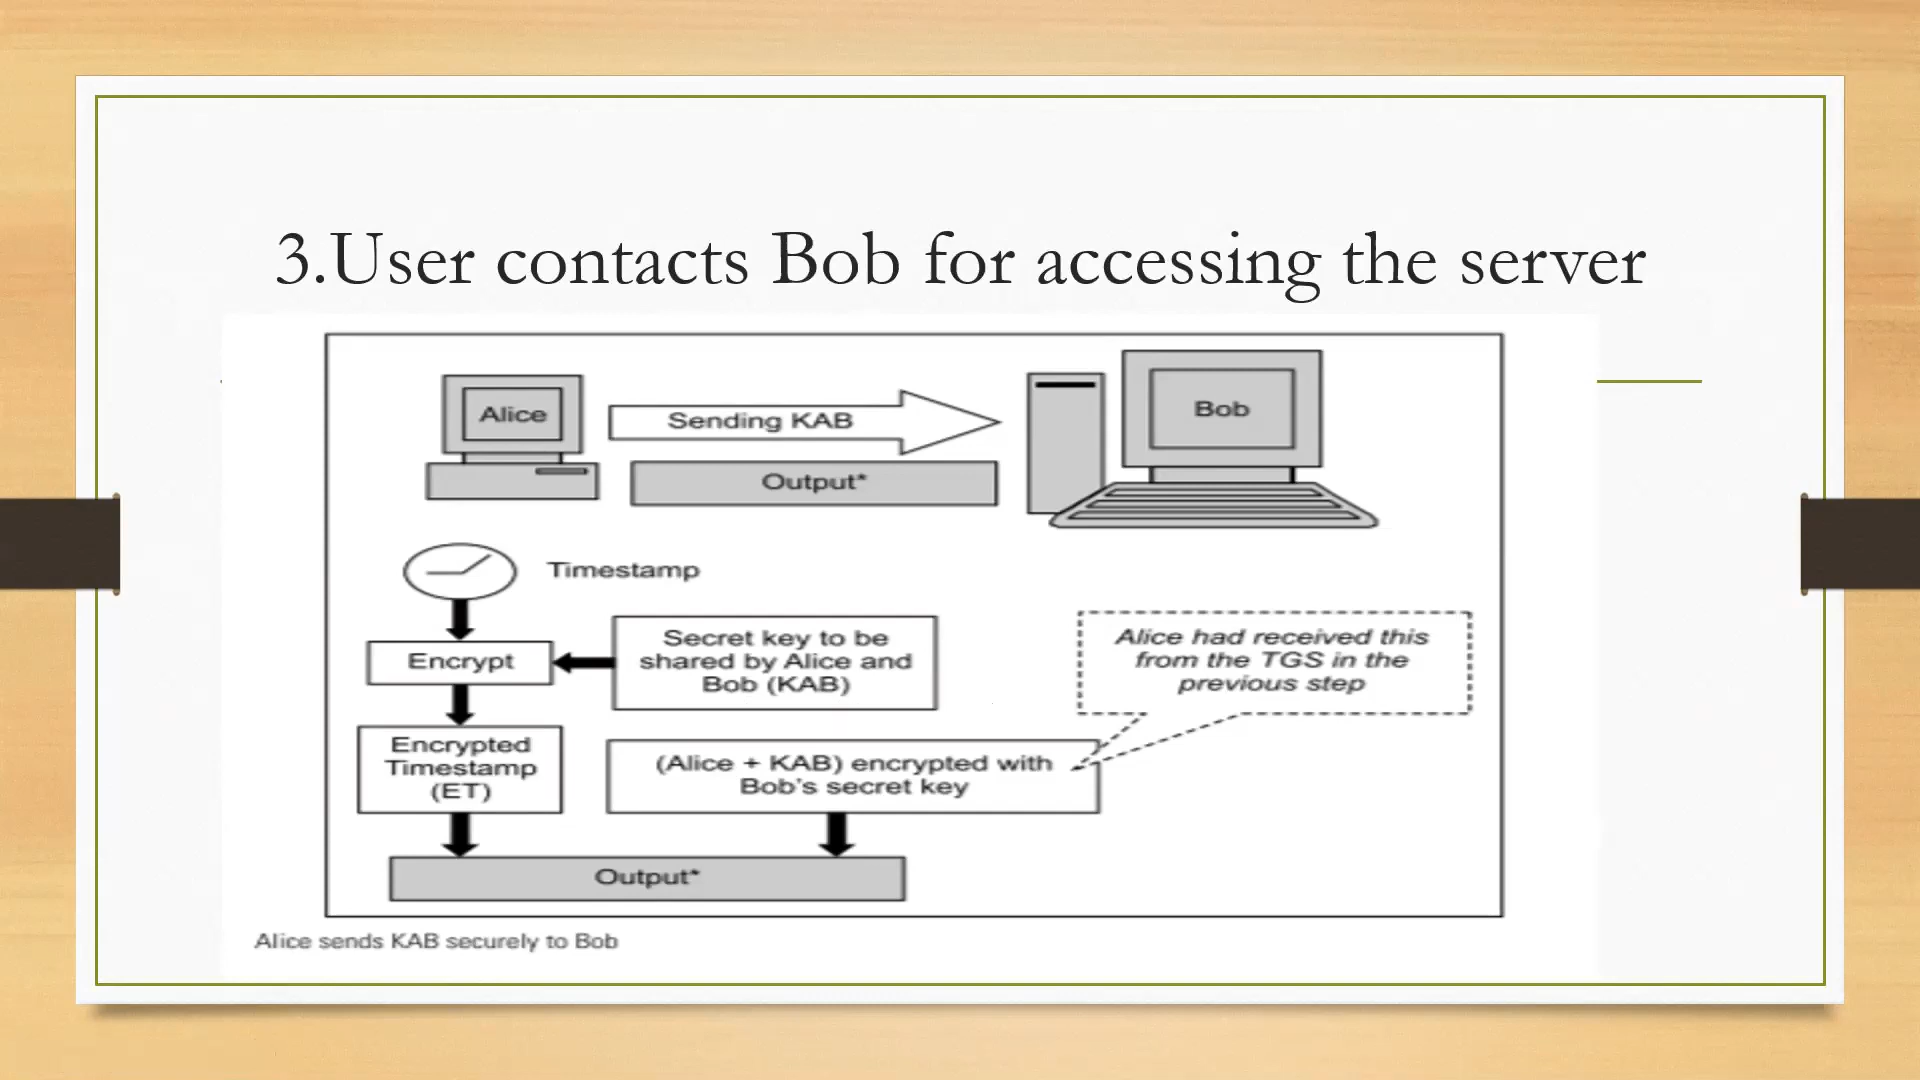 3.User contacts Bob for accessing the server
Alice
Sending KAB
Bob
Output*
Timestamp
Encrypt
Secret key to be
shared by Alice and
Bob (KAB)
Alice had received this
from the TGS in the
previous step
Encrypted
Timestamp
(ET)
(Alice + KAB) encrypted with
Bob's secret key
Output*
Alice sends KAB securely to Bob